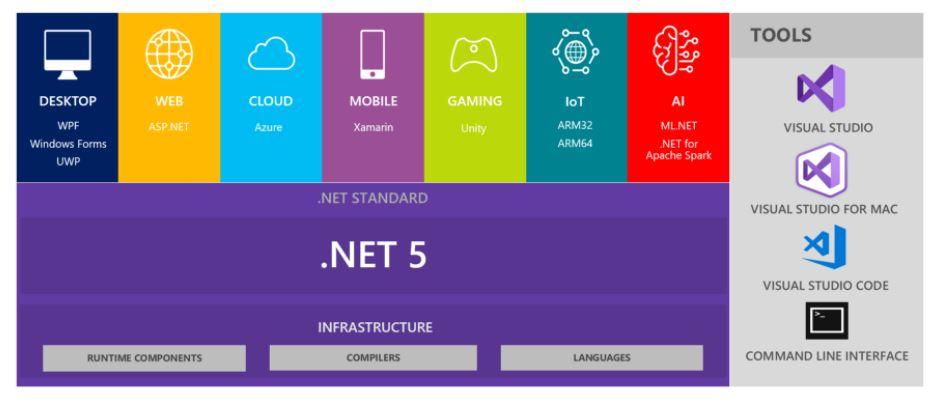 DESKTOP
WPF
Windows Forms
UWP
WEB
ASP.NET
CLOUD
Azure
MOBILE
Xamarin
GAMING
Unity
IoT
ARM32
ARM64
AI
ML.NET
.NET for
Apache Spark
.NET STANDARD
.NET 5
INFRASTRUCTURE
RUNTIME COMPONENTS
COMPILERS
LANGUAGES
TOOLS
VISUAL STUDIO
VISUAL STUDIO FOR MAC
VISUAL STUDIO CODE
>_
COMMAND LINE INTERFACE